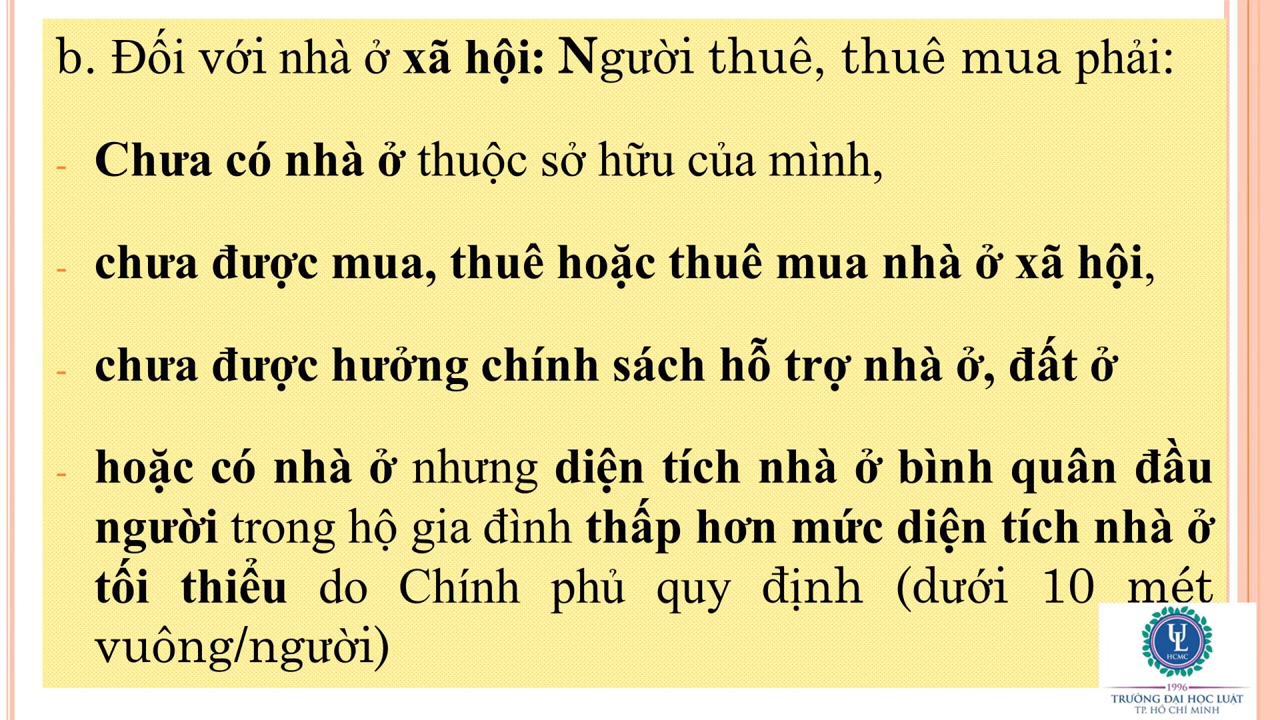 b. Đối với nhà ở xã hội: Người thuê, thuê mua phải:
- Chưa có nhà ở thuộc sở hữu của mình,
- chưa được mua, thuê hoặc thuê mua nhà ở xã hội,
- chưa được hưởng chính sách hỗ trợ nhà ở, đất ở
- hoặc có nhà ở nhưng diện tích nhà ở bình quân đầu
người trong hộ gia đình thấp hơn mức diện tích nhà ở
tối thiểu do Chính phủ quy định (dưới 10 mét
vuông/người)
UL
HCMC
1996
TRƯỜNG ĐẠI HỌC LUẬT
TP. HỒ CHÍ MINH